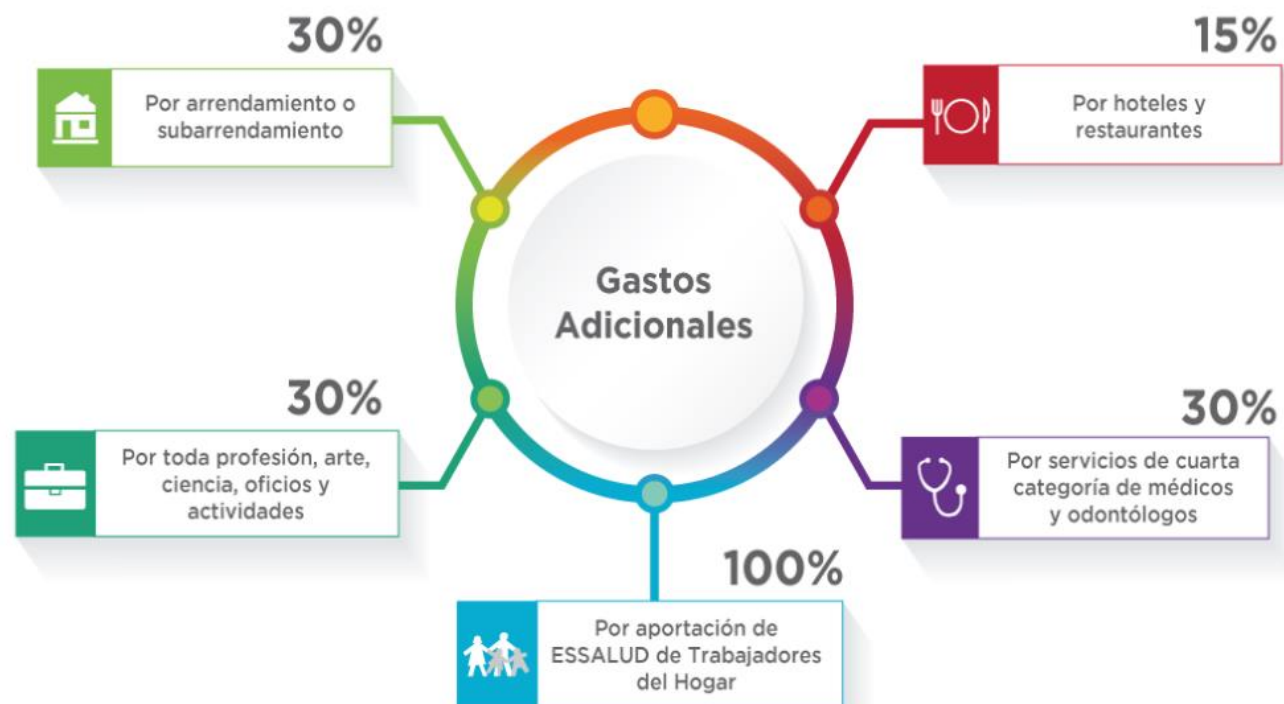 30%
Por arrendamiento o
subarrendamiento
15%
Por hoteles y
restaurantes
Gastos
Adicionales
30%
Por toda profesión, arte,
ciencia, oficios y
actividades
30%
Por servicios de cuarta
categoría de médicos
y odontólogos
100%
Por aportación de
ESSALUD de Trabajadores
del Hogar